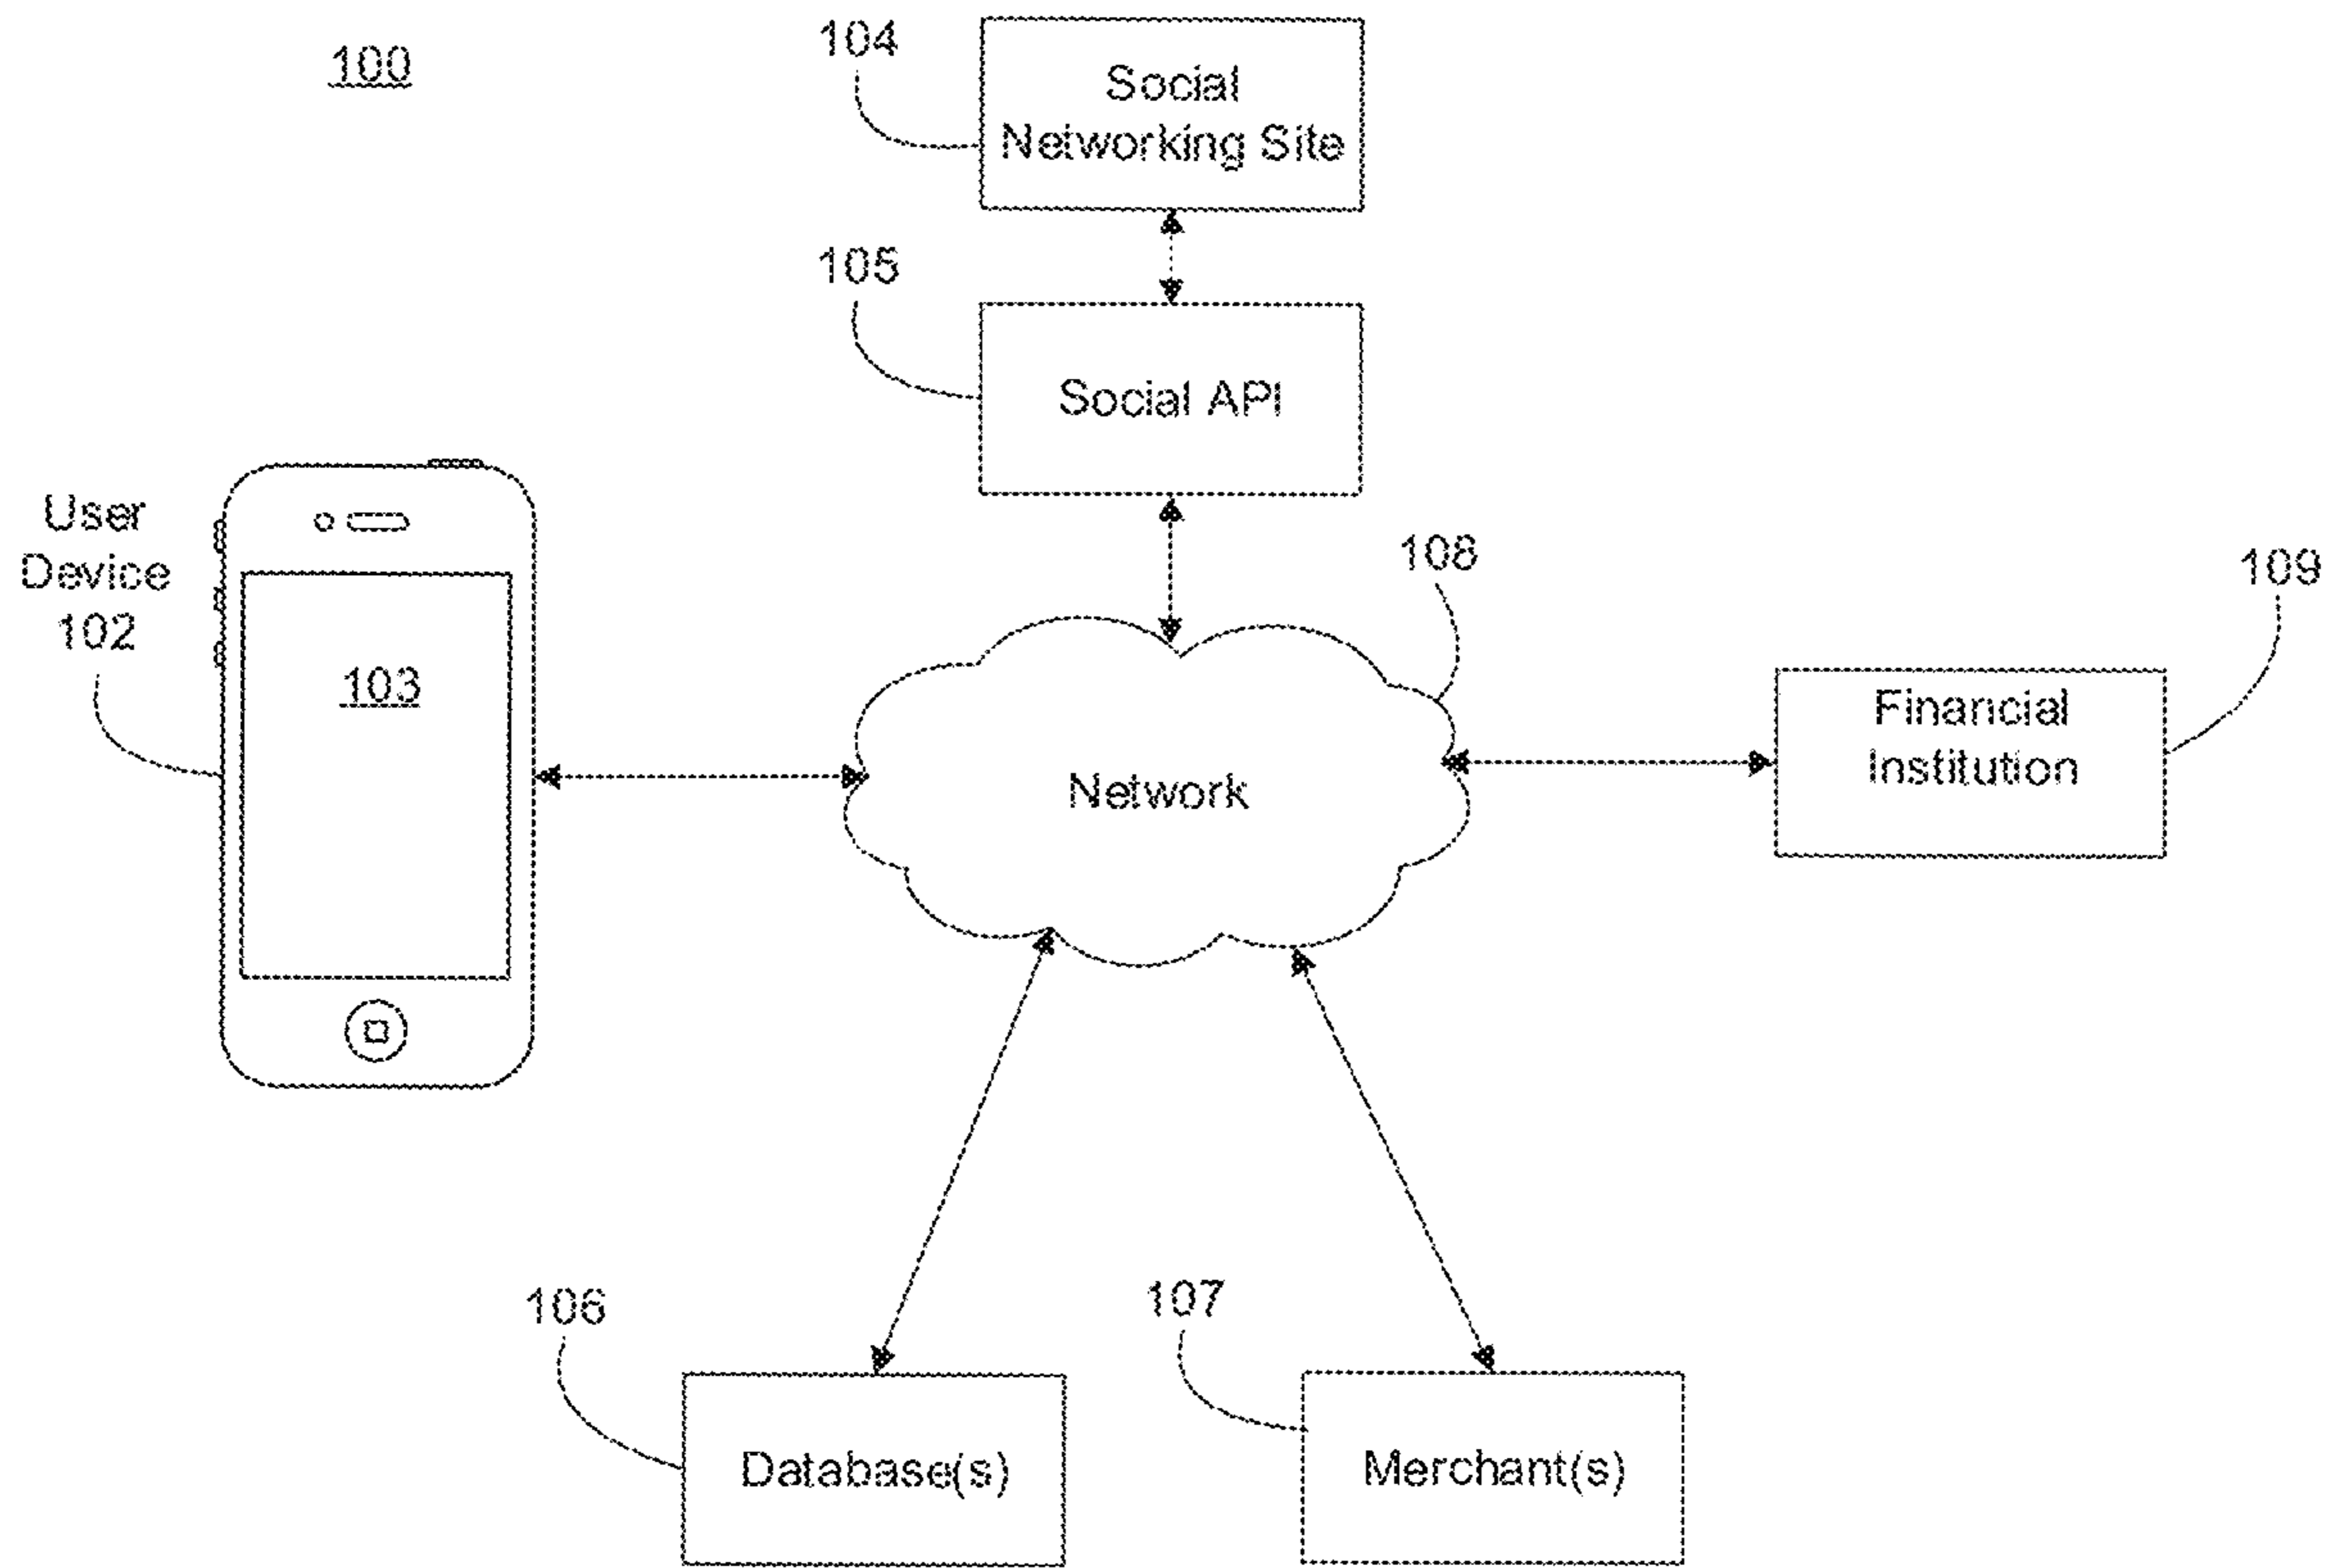 100
104
Social
Networking Site
105
Social API
User
Device
102
103
108
109
Network
Financial
Institution
106
107
Database(s)
Merchant(s)